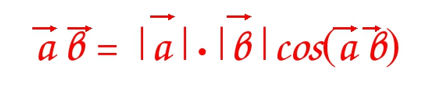 a⃗ b⃗ = |a⃗| • |b⃗| cos(a⃗ b⃗)